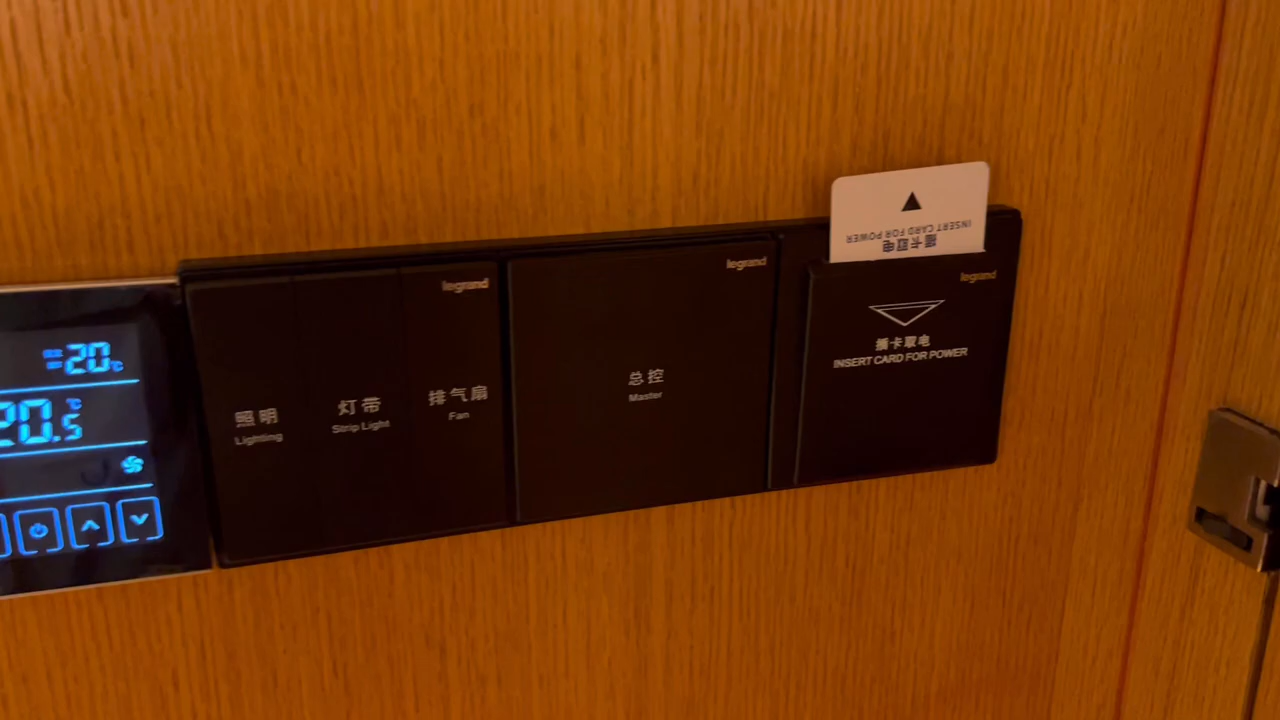 20℃
20.5℃
legrand
照明
Lighting
灯带
Strip Light
排气扇
Fan
legrand
总控
Master
INSERT CARD FOR POWER
插卡取电
legrand
插卡取电
INSERT CARD FOR POWER